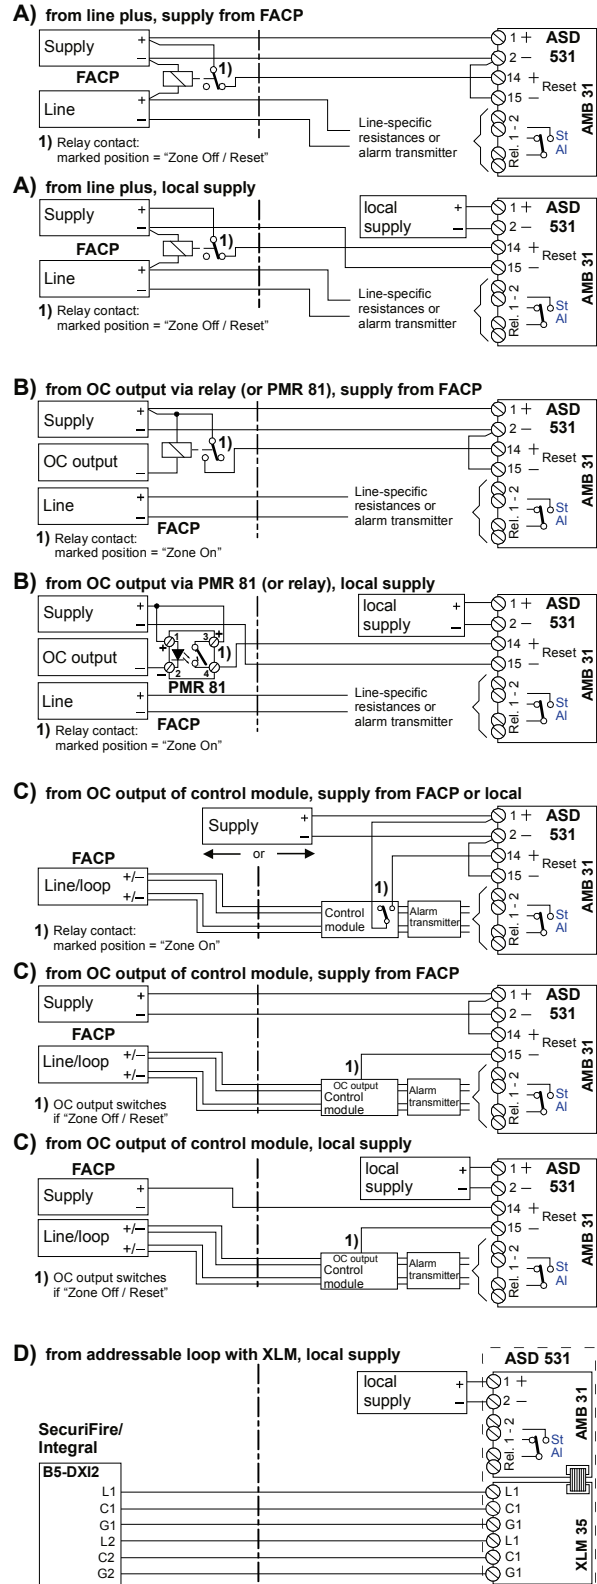 A) from line plus, supply from FACP
Supply + –
FACP
Line + –
1)
1) Relay contact:
marked position = "Zone Off / Reset"
Line-specific
resistances or
alarm transmitter
1 + ASD
2 – 531
14 + Reset
15 –
Rel. 1 - 2
St
Al
AMB 31
A) from line plus, local supply
Supply + –
FACP
Line + –
1)
1) Relay contact:
marked position = "Zone Off / Reset"
local + supply –
Line-specific
resistances or
alarm transmitter
1 + ASD
2 – 531
14 + Reset
15 –
Rel. 1 - 2
St
Al
AMB 31
B) from OC output via relay (or PMR 81), supply from FACP
Supply + –
OC output –
Line + –
FACP
1)
1) Relay contact:
marked position = "Zone On"
Line-specific
resistances or
alarm transmitter
1 + ASD
2 – 531
14 + Reset
15 –
Rel. 1 - 2
St
Al
AMB 31
B) from OC output via PMR 81 (or relay), local supply
Supply + –
OC output –
Line + –
FACP
+ 1 3 +
– 2 4
1)
PMR 81
1) Relay contact:
marked position = "Zone On"
local + supply –
Line-specific
resistances or
alarm transmitter
1 + ASD
2 – 531
14 + Reset
15 –
Rel. 1 - 2
St
Al
AMB 31
C) from OC output of control module, supply from FACP or local
Supply + –
or
FACP
Line/loop +/– +/–
1)
1) Relay contact:
marked position = "Zone On"
Control
module
Alarm
transmitter
1 + ASD
2 – 531
14 + Reset
15 –
Rel. 1 - 2
St
Al
AMB 31
C) from OC output of control module, supply from FACP
Supply + –
FACP
Line/loop +/– +/–
1)
1) OC output switches
if "Zone Off / Reset"
OC output
Control
module
Alarm
transmitter
1 + ASD
2 – 531
14 + Reset
15 –
Rel. 1 - 2
St
Al
AMB 31
C) from OC output of control module, local supply
FACP
Supply + –
Line/loop +/– +/–
1)
1) OC output switches
if "Zone Off / Reset"
local + supply –
OC output
Control
module
Alarm
transmitter
1 + ASD
2 – 531
14 + Reset
15 –
Rel. 1 - 2
St
Al
AMB 31
D) from addressable loop with XLM, local supply
ASD 531
local + supply –
1 +
2 –
Rel. 1 - 2
St
Al
AMB 31
SecuriFire/
Integral
B5-DXI2
L1 L1
C1 C1
G1 G1
L2 L1
C2 C1
G2 G1
XLM 35